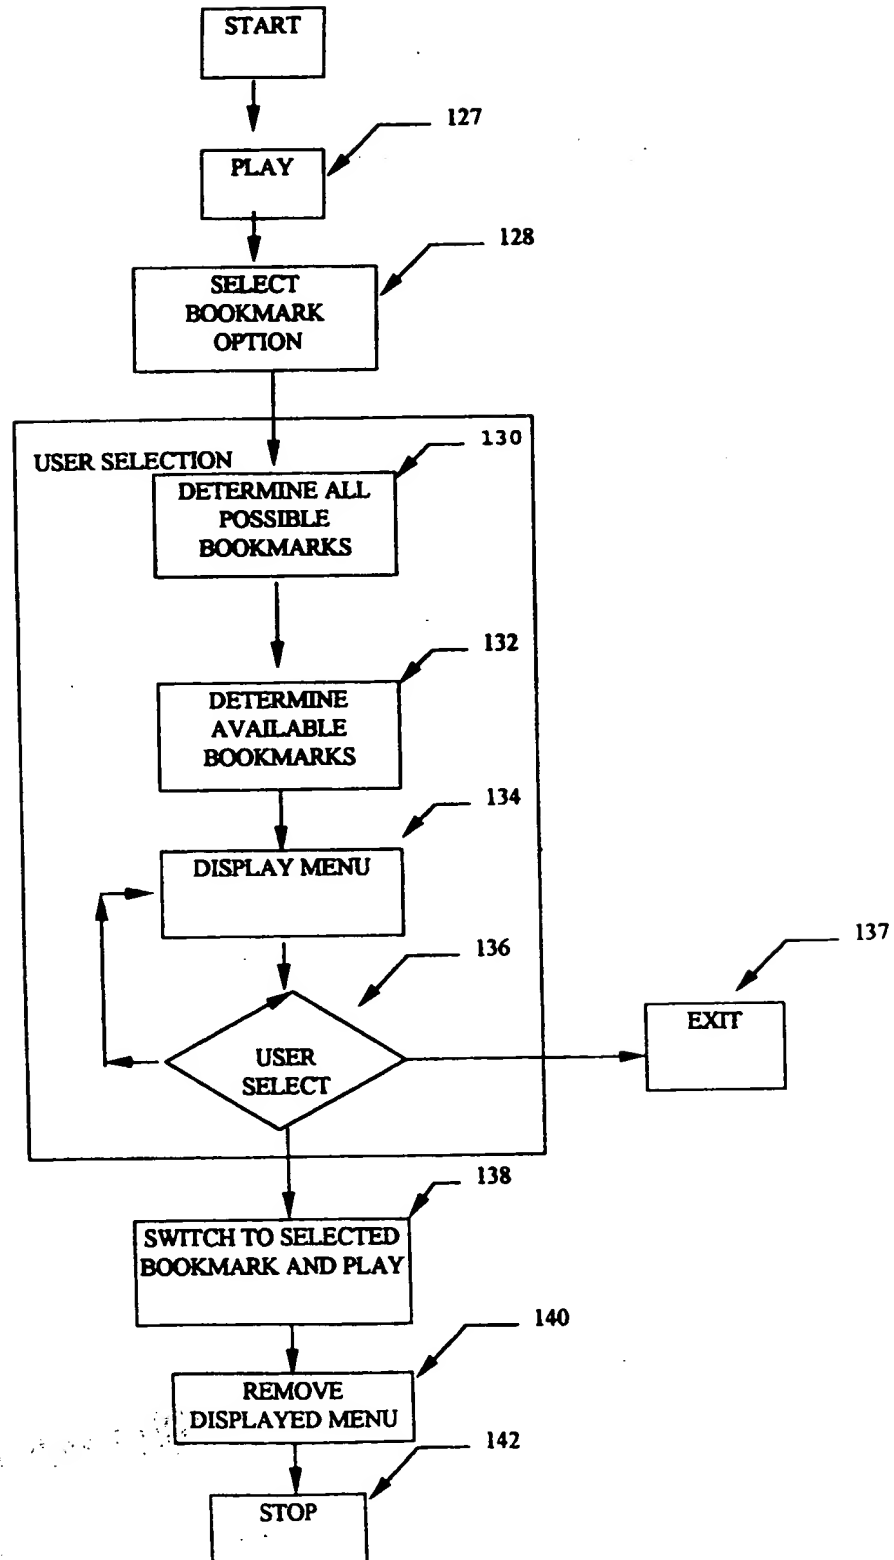 START
127
PLAY
128
SELECT
BOOKMARK
OPTION
130
USER SELECTION
DETERMINE ALL
POSSIBLE
BOOKMARKS
132
DETERMINE
AVAILABLE
BOOKMARKS
134
DISPLAY MENU
136
137
EXIT
USER
SELECT
138
SWITCH TO SELECTED
BOOKMARK AND PLAY
140
REMOVE
DISPLAYED MENU
142
STOP